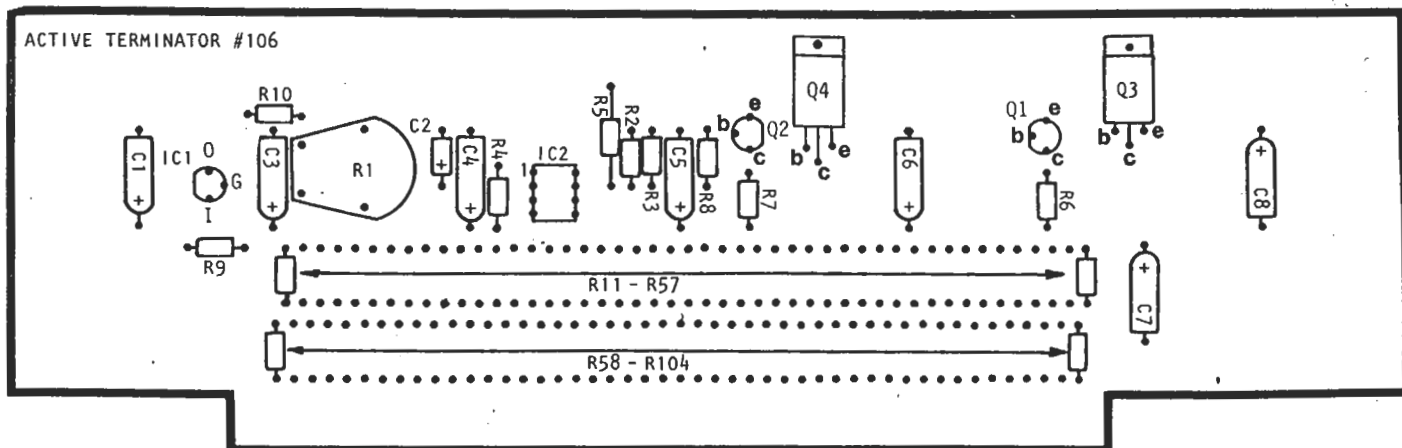 ACTIVE TERMINATOR #106
R10
C1
+
IC1
O
G
I
R9
C3
+
R1
C2
+
C4
+
R4
1
IC2
R5
R2
R3
C5
+
R8
e
b
Q2
c
R7
Q4
b
c
e
C6
+
Q1
e
b
c
R6
Q3
b
c
e
+
C8
R11 - R57
+
C7
R58 - R104